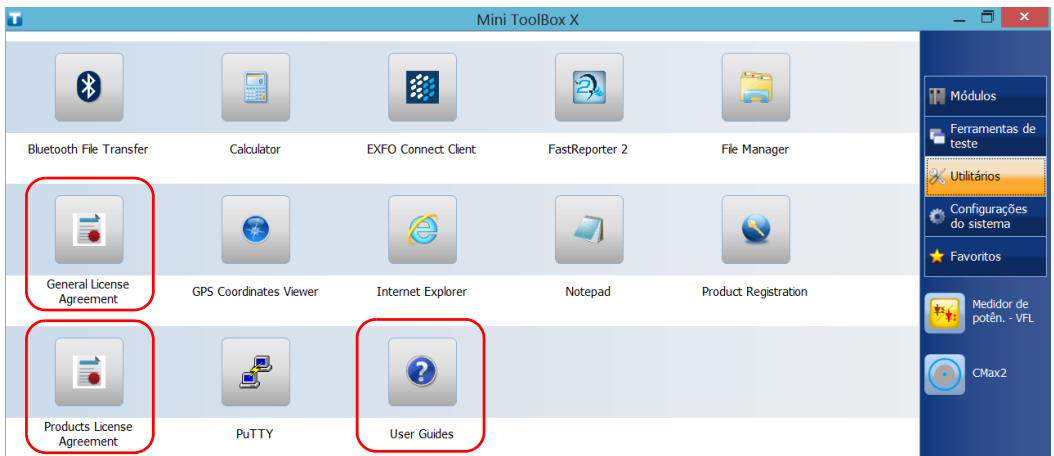 Mini ToolBox X
Bluetooth File Transfer
Calculator
EXFO Connect Client
FastReporter 2
File Manager
General License
Agreement
GPS Coordinates Viewer
Internet Explorer
Notepad
Product Registration
Products License
Agreement
PuTTY
User Guides
Módulos
Ferramentas de
teste
Utilitários
Configurações
do sistema
Favoritos
Medidor de
potên. - VFL
CMax2